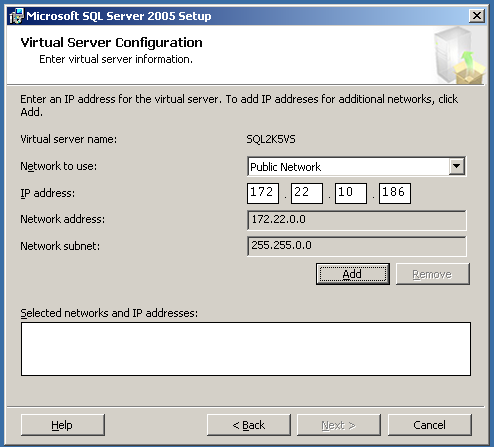 Microsoft SQL Server 2005 Setup
Virtual Server Configuration
Enter virtual server information.
Enter an IP address for the virtual server. To add IP addreses for additional networks, click
Add.
Virtual server name: SQL2K5VS
Network to use: Public Network
IP address: 172 . 22 . 10 . 186
Network address: 172.22.0.0
Network subnet: 255.255.0.0
Add Remove
Selected networks and IP addresses:
Help < Back Next > Cancel